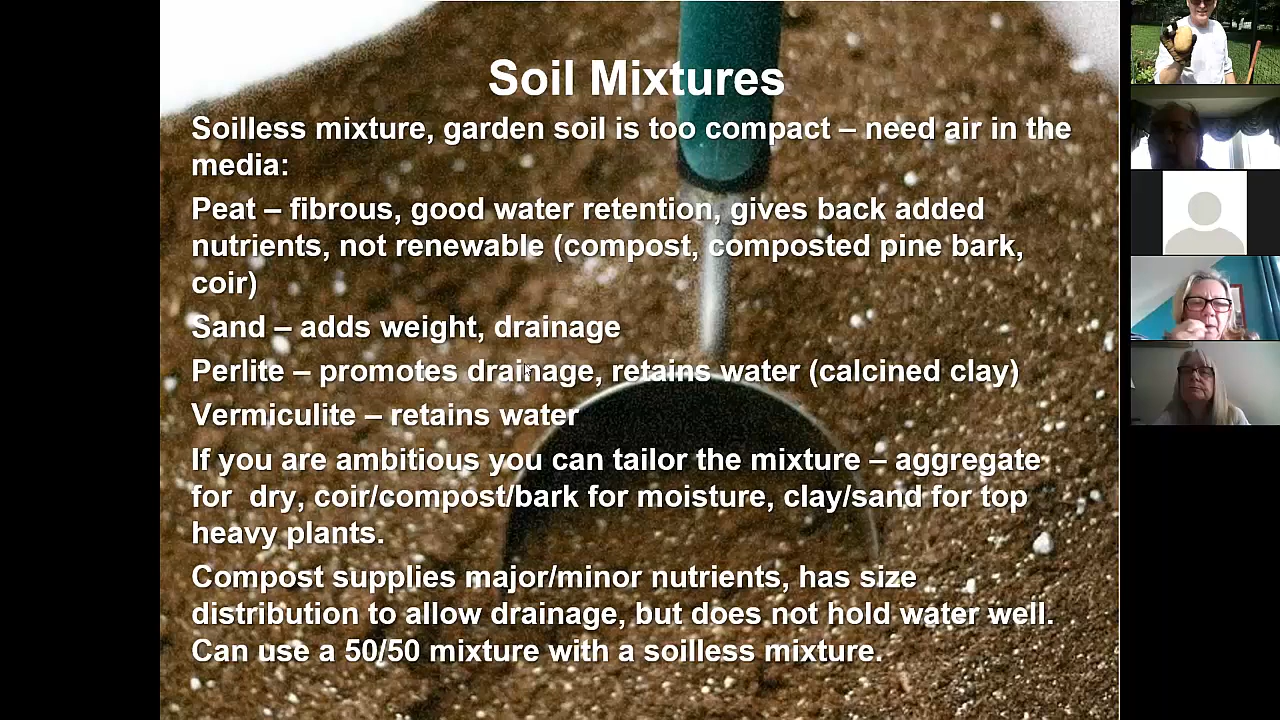 Soil Mixtures
Soilless mixture, garden soil is too compact – need air in the
media:
Peat – fibrous, good water retention, gives back added
nutrients, not renewable (compost, composted pine bark,
coir)
Sand – adds weight, drainage
Perlite – promotes drainage, retains water (calcined clay)
Vermiculite – retains water
If you are ambitious you can tailor the mixture – aggregate
for  dry, coir/compost/bark for moisture, clay/sand for top
heavy plants.
Compost supplies major/minor nutrients, has size
distribution to allow drainage, but does not hold water well.
Can use a 50/50 mixture with a soilless mixture.